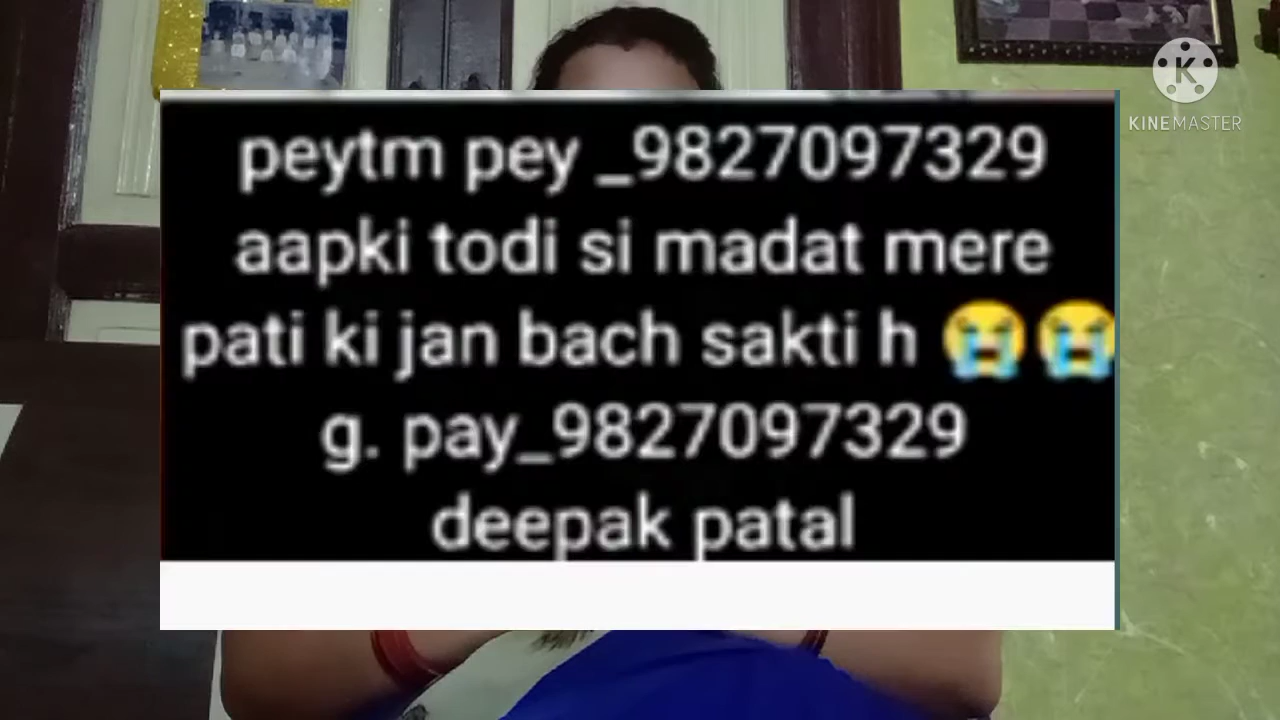 KINEMASTER
peytm pey _9827097329
aapki todi si madat mere
pati ki jan bach sakti h 😭😭
g. pay_9827097329
deepak patal